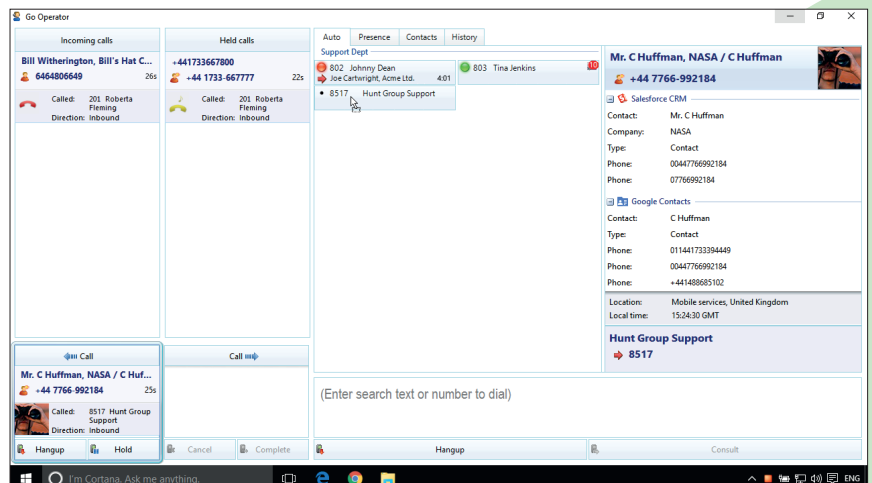 Go Operator
Incoming calls
Bill Witherington, Bill's Hat C...
6464806649 26s
Called: 201 Roberta
Fleming
Direction: Inbound
Held calls
+441733667800
+44 1733-667777 22s
Called: 201 Roberta
Fleming
Direction: Inbound
Auto Presence Contacts History
Support Dept
802 Johnny Dean
Joe Cartwright, Acme Ltd. 4:01
803 Tina Jenkins 10
8517 Hunt Group Support
Mr. C Huffman, NASA / C Huffman
+44 7766-992184
Salesforce CRM
Contact: Mr. C Huffman
Company: NASA
Type: Contact
Phone: 00447766992184
Phone: 07766992184
Google Contacts
Contact: C Huffman
Type: Contact
Phone: 011441733394449
Phone: 00447766992184
Phone: +441488685102
Location: Mobile services, United Kingdom
Local time: 15:24:30 GMT
Hunt Group Support
8517
Call
Mr. C Huffman, NASA / C Huf...
+44 7766-992184 25s
Called: 8517 Hunt Group
Support
Direction: Inbound
Hangup Hold
Call
Cancel Complete
(Enter search text or number to dial)
Hangup Consult
I'm Cortana. Ask me anything.
ENG